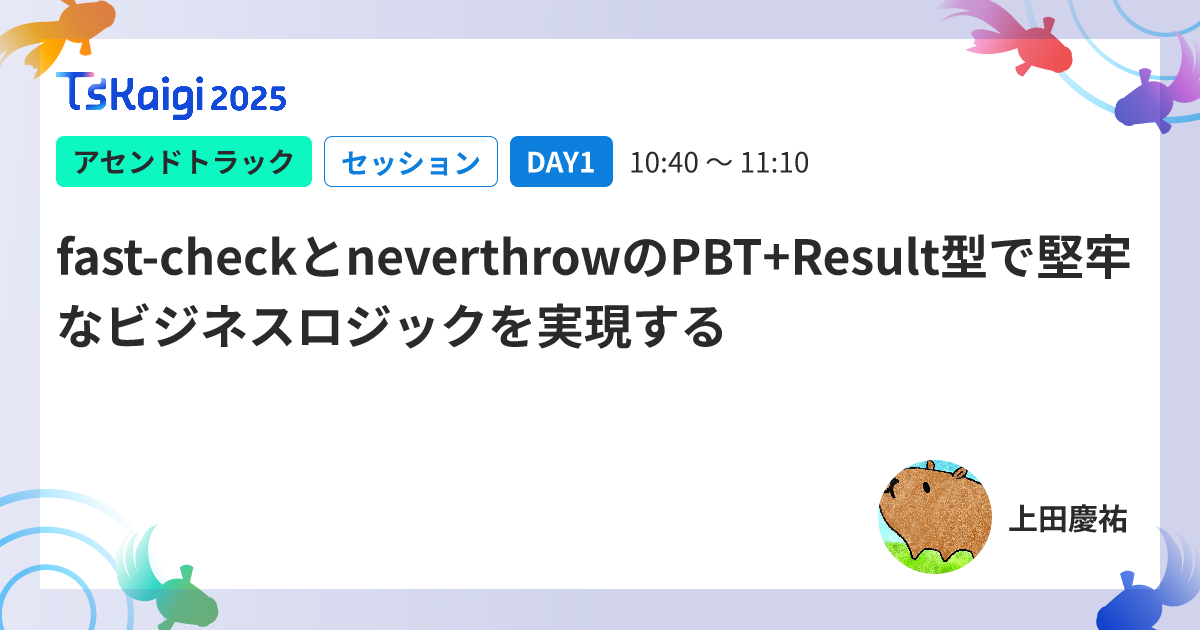 TsKaigi 2025
アセンドトラック セッション DAY1 10:40 〜 11:10
fast-checkとneverthrowのPBT+Result型で堅牢
なビジネスロジックを実現する
上田慶祐